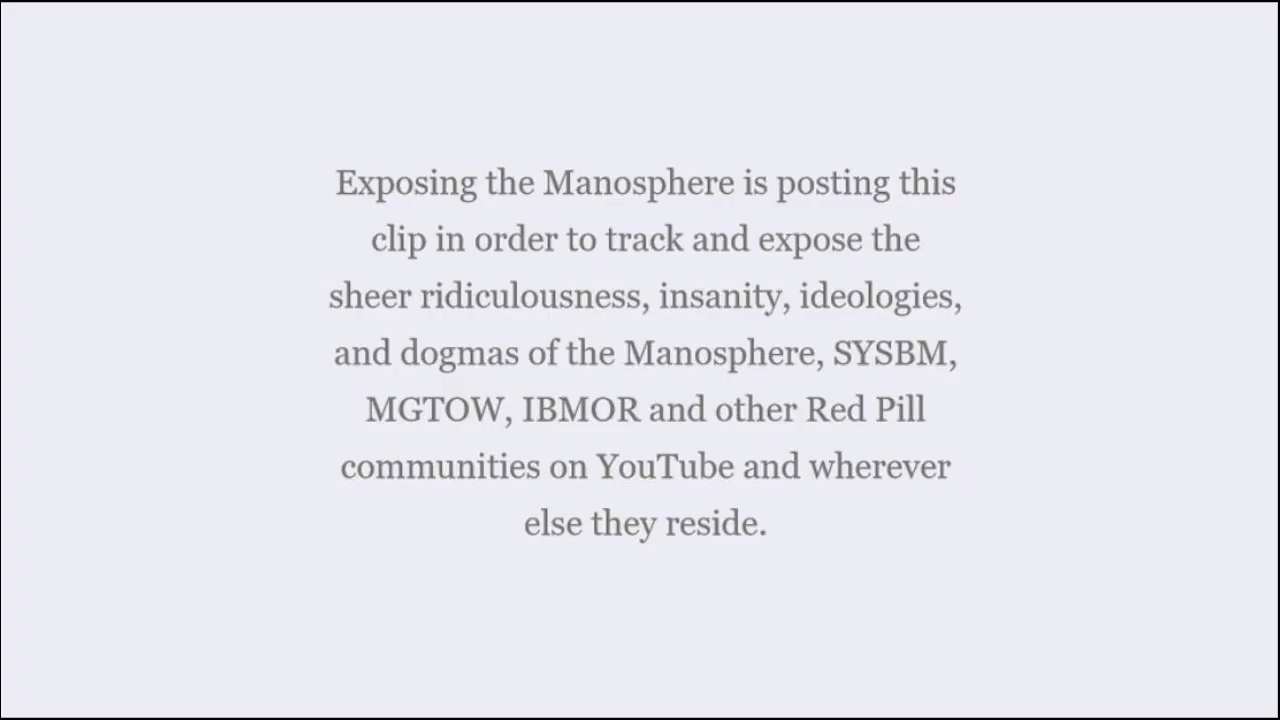 Exposing the Manosphere is posting this
clip in order to track and expose the
sheer ridiculousness, insanity, ideologies,
and dogmas of the Manosphere, SYSBM,
MGTOW, IBMOR and other Red Pill
communities on YouTube and wherever
else they reside.